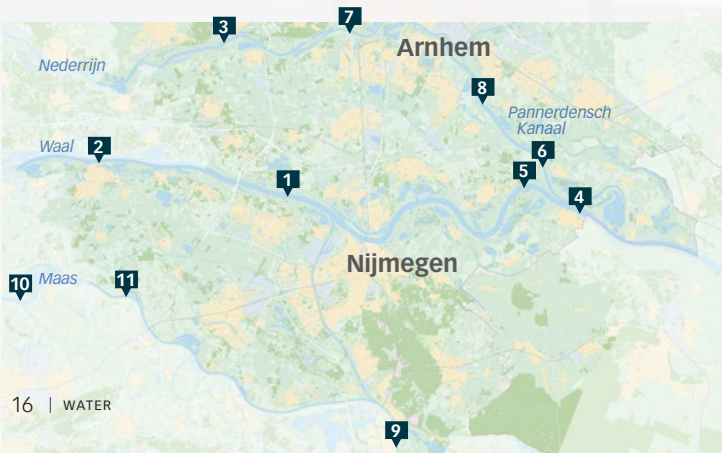 7
3
Arnhem
Nederrijn
8
Pannerdensch
Kanaal
Waal
2
6
5
1
4
Nijmegen
10
Maas
11
16 | WATER
9